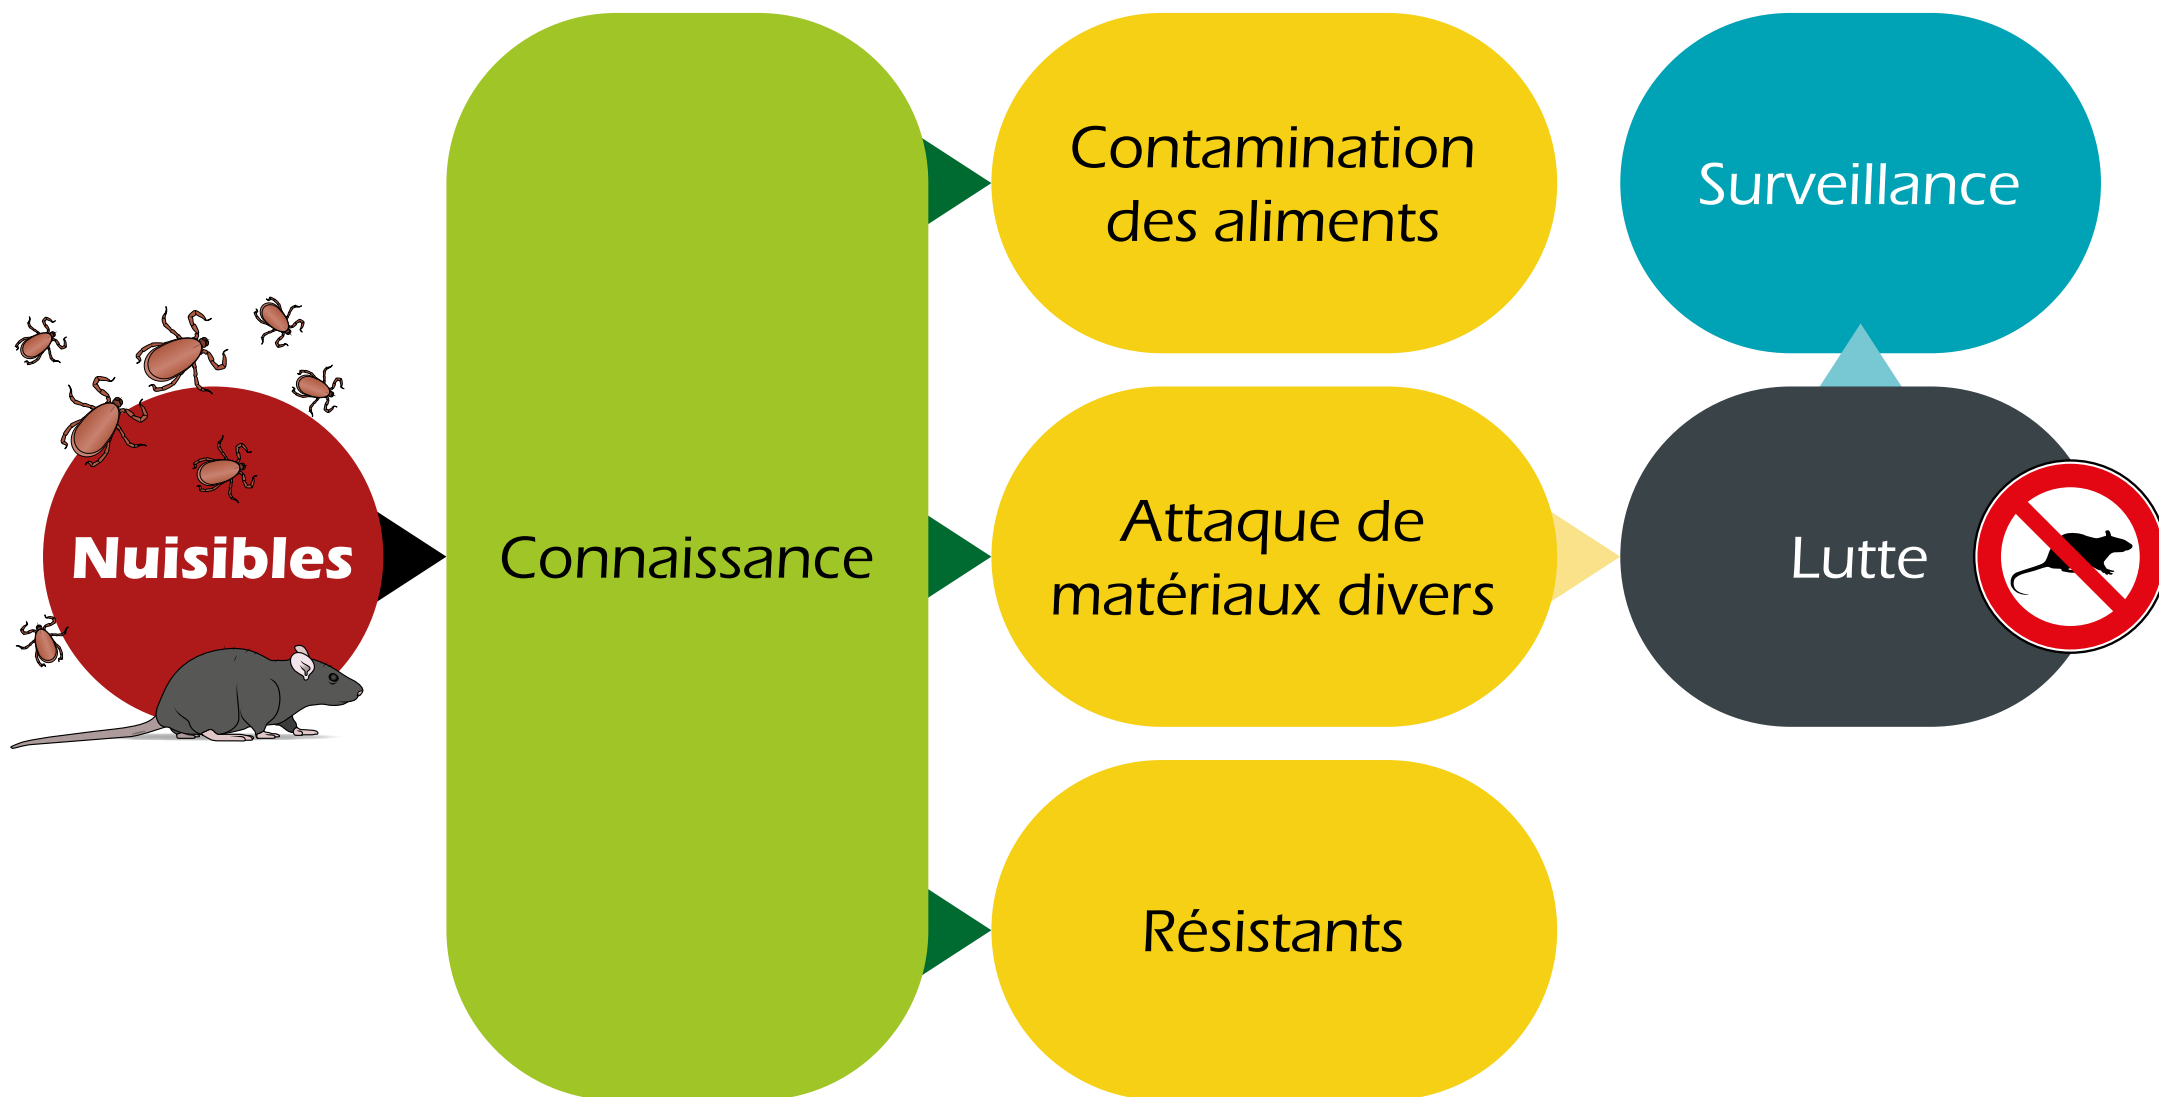 Nuisibles
Connaissance
Contamination
des aliments
Attaque de
matériaux divers
Résistants
Surveillance
Lutte